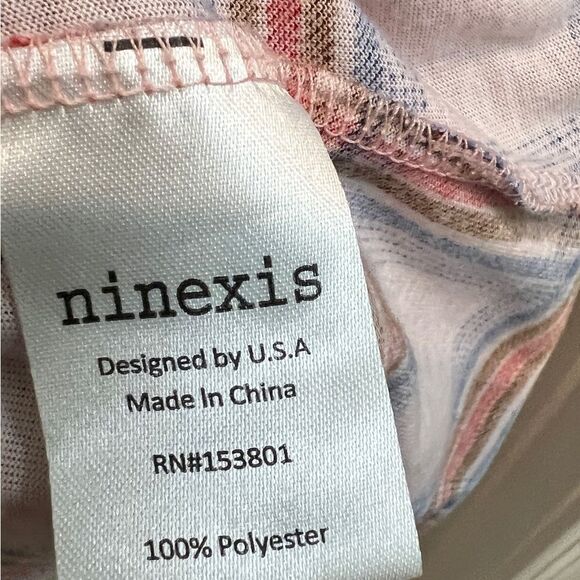 ninexis
Designed by U.S.A
Made In China
RN#153801
100% Polyester